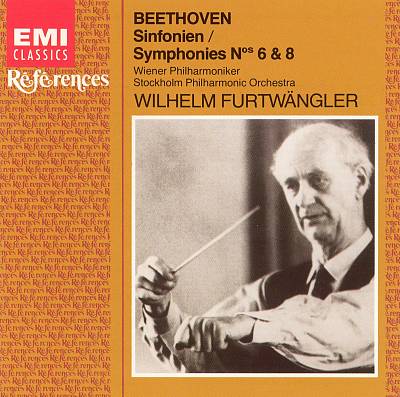 EMI
CLASSICS
Références
BEETHOVEN
Sinfonien /
Symphonies Nos 6 & 8
Wiener Philharmoniker
Stockholm Philharmonic Orchestra
WILHELM FURTWÄNGLER